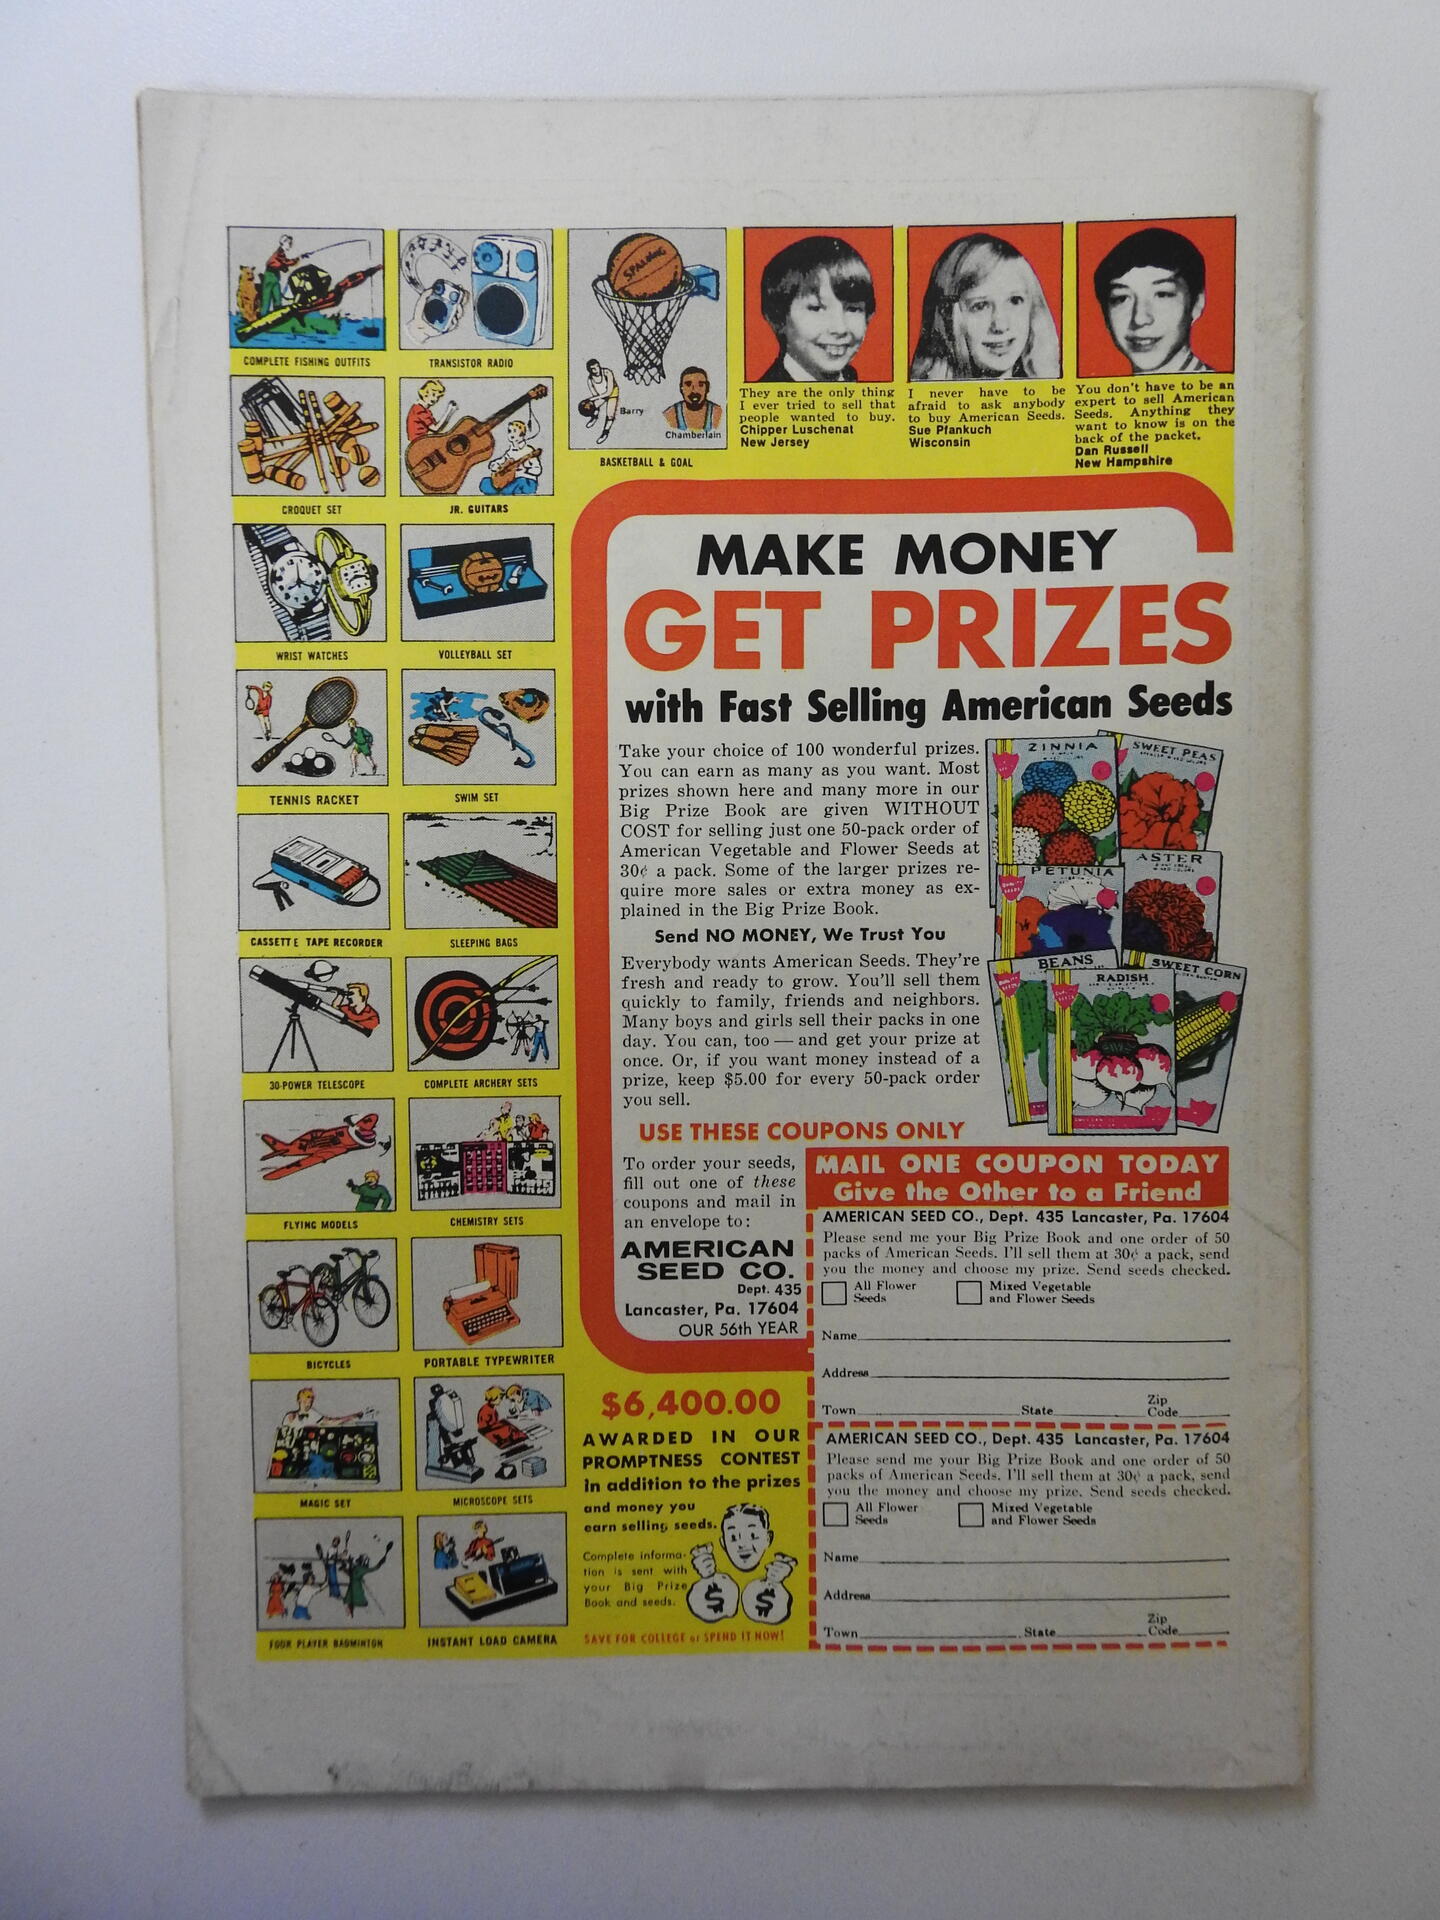 COMPLETE FISHING OUTFITS
TRANSISTOR RADIO
SPALDING
Barry
Chamberlain
BASKETBALL & GOAL
CROQUET SET
JR. GUITARS
WRIST WATCHES
VOLLEYBALL SET
TENNIS RACKET
SWIM SET
CASSETTE TAPE RECORDER
SLEEPING BAGS
30-POWER TELESCOPE
COMPLETE ARCHERY SETS
FLYING MODELS
CHEMISTRY SETS
BICYCLES
PORTABLE TYPEWRITER
MAGIC SET
MICROSCOPE SETS
FOUR PLAYER BADMINTON
INSTANT LOAD CAMERA
They are the only thing
I ever tried to sell that
people wanted to buy.
Chipper Luschenat
New Jersey
I never have to be
afraid to ask anybody
to buy American Seeds.
Sue Pfankuch
Wisconsin
You don't have to be an
expert to sell American
Seeds. Anything they
want to know is on the
back of the packet.
Dan Russell
New Hampshire
MAKE MONEY
GET PRIZES
with Fast Selling American Seeds
Take your choice of 100 wonderful prizes.
You can earn as many as you want. Most
prizes shown here and many more in our
Big Prize Book are given WITHOUT
COST for selling just one 50-pack order of
American Vegetable and Flower Seeds at
30¢ a pack. Some of the larger prizes re-
quire more sales or extra money as ex-
plained in the Big Prize Book.
Send NO MONEY, We Trust You
Everybody wants American Seeds. They're
fresh and ready to grow. You'll sell them
quickly to family, friends and neighbors.
Many boys and girls sell their packs in one
day. You can, too — and get your prize at
once. Or, if you want money instead of a
prize, keep $5.00 for every 50-pack order
you sell.
ZINNIA
SWEET PEAS
PETUNIA
ASTER
BEANS
RADISH
SWEET CORN
USE THESE COUPONS ONLY
To order your seeds,
fill out one of these
coupons and mail in
an envelope to:
AMERICAN
SEED CO.
Dept. 435
Lancaster, Pa. 17604
OUR 56th YEAR
MAIL ONE COUPON TODAY
Give the Other to a Friend
AMERICAN SEED CO., Dept. 435 Lancaster, Pa. 17604
Please send me your Big Prize Book and one order of 50
packs of American Seeds. I'll sell them at 30¢ a pack, send
you the money and choose my prize. Send seeds checked.
All Flower Seeds
Mixed Vegetable and Flower Seeds
Name
Address
Town State Zip Code
AMERICAN SEED CO., Dept. 435 Lancaster, Pa. 17604
Please send me your Big Prize Book and one order of 50
packs of American Seeds. I'll sell them at 30¢ a pack, send
you the money and choose my prize. Send seeds checked.
All Flower Seeds
Mixed Vegetable and Flower Seeds
Name
Address
Town State Zip Code
$6,400.00
AWARDED IN OUR
PROMPTNESS CONTEST
in addition to the prizes
and money you
earn selling seeds.
Complete informa-
tion is sent with
your Big Prize
Book and seeds.
$ $
SAVE FOR COLLEGE or SPEND IT NOW!